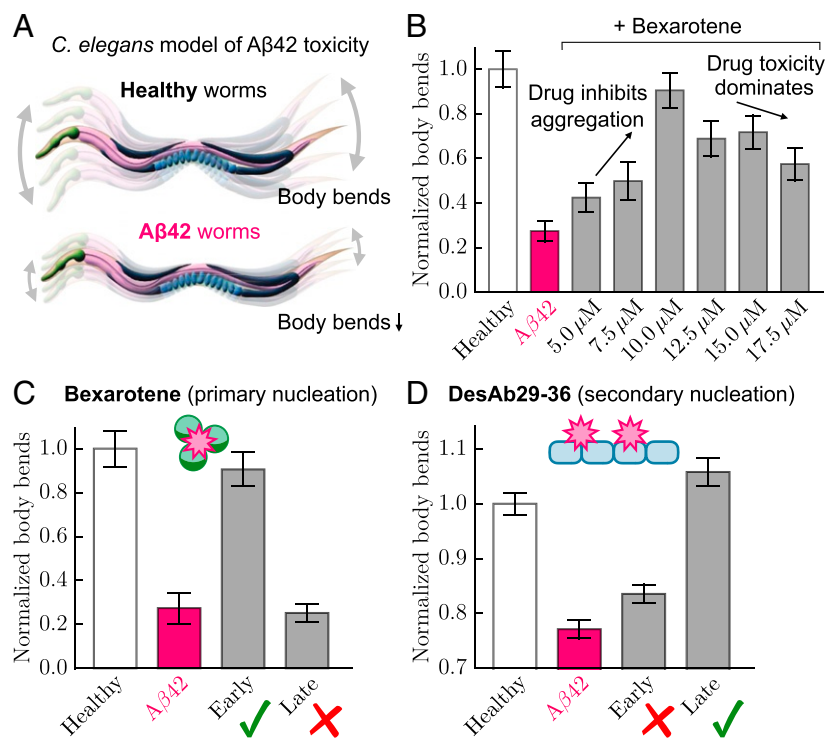 A
C. elegans model of Aβ42 toxicity
Healthy worms
Body bends
Aβ42 worms
Body bends ↓
B
+ Bexarotene
Normalized body bends
1.0
0.8
0.6
0.4
0.2
0.0
Drug inhibits
aggregation
Drug toxicity
dominates
Healthy
Aβ42
5.0 μM
7.5 μM
10.0 μM
12.5 μM
15.0 μM
17.5 μM
C
Bexarotene (primary nucleation)
Normalized body bends
1.0
0.8
0.6
0.4
0.2
0.0
Healthy
Aβ42
Early
Late
D
DesAb29-36 (secondary nucleation)
Normalized body bends
1.1
1.0
0.9
0.8
0.7
Healthy
Aβ42
Early
Late